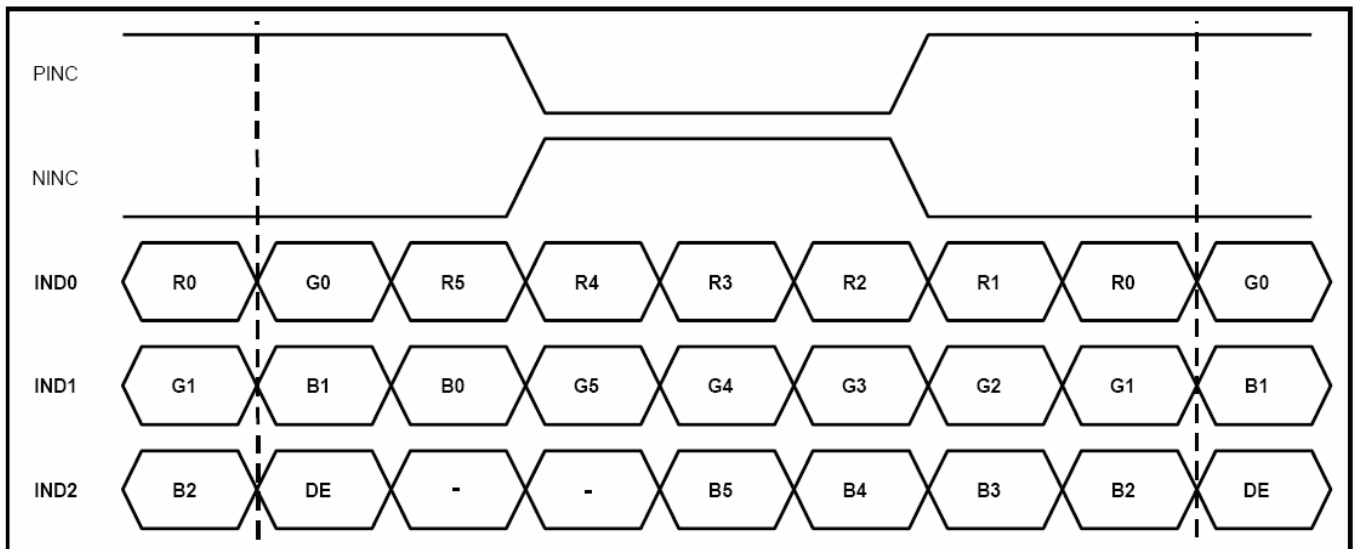 PINC
NINC
IND0 R0 G0 R5 R4 R3 R2 R1 R0 G0
IND1 G1 B1 B0 G5 G4 G3 G2 G1 B1
IND2 B2 DE - - B5 B4 B3 B2 DE